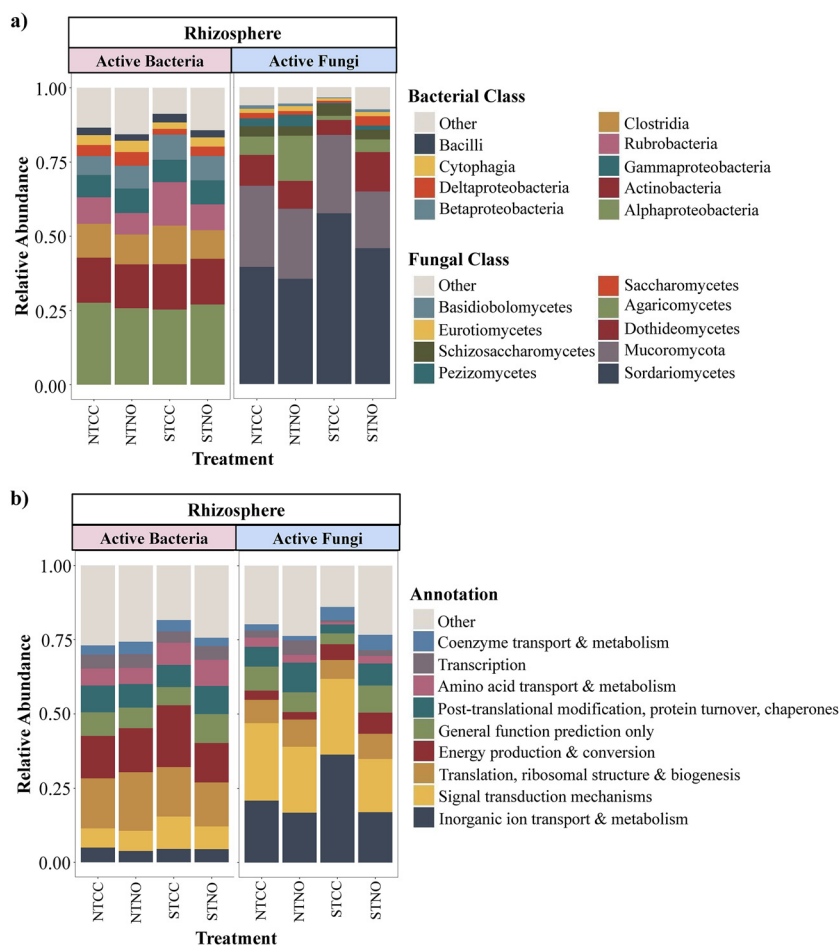 a)
Rhizosphere
Active Bacteria
Active Fungi
1.00
0.75
0.50
0.25
0.00
Relative Abundance
NTCC
NTNO
STCC
STNO
NTCC
NTNO
STCC
STNO
Treatment
Bacterial Class
Other
Bacilli
Cytophagia
Deltaproteobacteria
Betaproteobacteria
Clostridia
Rubrobacteria
Gammaproteobacteria
Actinobacteria
Alphaproteobacteria
Fungal Class
Other
Basidiobolomycetes
Eurotiomycetes
Schizosaccharomycetes
Pezizomycetes
Saccharomycetes
Agaricomycetes
Dothideomycetes
Mucoromycota
Sordariomycetes
b)
Rhizosphere
Active Bacteria
Active Fungi
1.00
0.75
0.50
0.25
0.00
Relative Abundance
NTCC
NTNO
STCC
STNO
NTCC
NTNO
STCC
STNO
Treatment
Annotation
Other
Coenzyme transport & metabolism
Transcription
Amino acid transport & metabolism
Post-translational modification, protein turnover, chaperones
General function prediction only
Energy production & conversion
Translation, ribosomal structure & biogenesis
Signal transduction mechanisms
Inorganic ion transport & metabolism